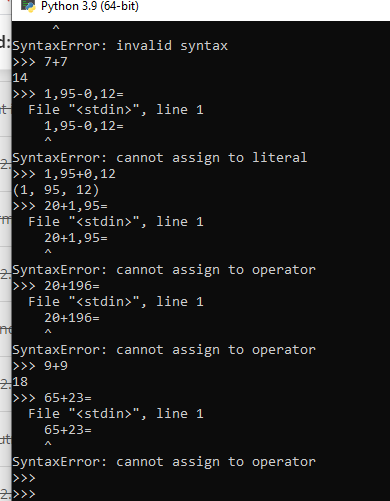 Python 3.9 (64-bit)
^
SyntaxError: invalid syntax
>>> 7+7
14
>>> 1,95-0,12=
  File "<stdin>", line 1
    1,95-0,12=
    ^
SyntaxError: cannot assign to literal
>>> 1,95+0,12
(1, 95, 12)
>>> 20+1,95=
  File "<stdin>", line 1
    20+1,95=
    ^
SyntaxError: cannot assign to operator
>>> 20+196=
  File "<stdin>", line 1
    20+196=
    ^
SyntaxError: cannot assign to operator
>>> 9+9
18
>>> 65+23=
  File "<stdin>", line 1
    65+23=
    ^
SyntaxError: cannot assign to operator
>>>
>>>